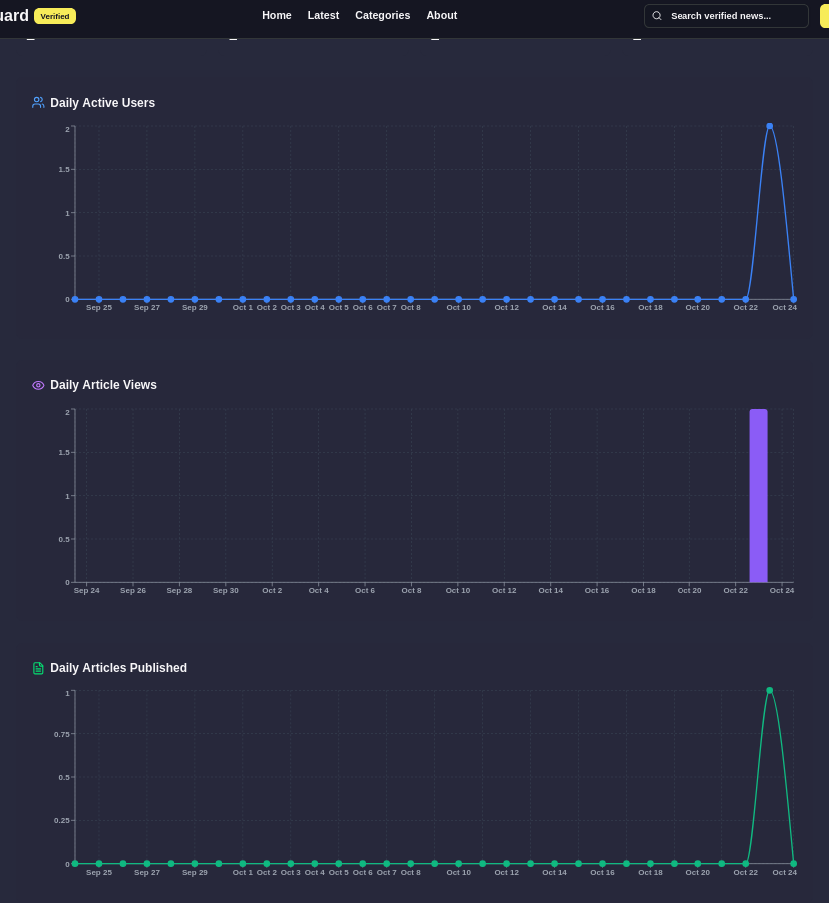 uard Verified Home Latest Categories About Search verified news...
Daily Active Users
2
1.5
1
0.5
0
Sep 25 Sep 27 Sep 29 Oct 1 Oct 2 Oct 3 Oct 4 Oct 5 Oct 6 Oct 7 Oct 8 Oct 10 Oct 12 Oct 14 Oct 16 Oct 18 Oct 20 Oct 22 Oct 24
Daily Article Views
2
1.5
1
0.5
0
Sep 24 Sep 26 Sep 28 Sep 30 Oct 2 Oct 4 Oct 6 Oct 8 Oct 10 Oct 12 Oct 14 Oct 16 Oct 18 Oct 20 Oct 22 Oct 24
Daily Articles Published
1
0.75
0.5
0.25
0
Sep 25 Sep 27 Sep 29 Oct 1 Oct 2 Oct 3 Oct 4 Oct 5 Oct 6 Oct 7 Oct 8 Oct 10 Oct 12 Oct 14 Oct 16 Oct 18 Oct 20 Oct 22 Oct 24